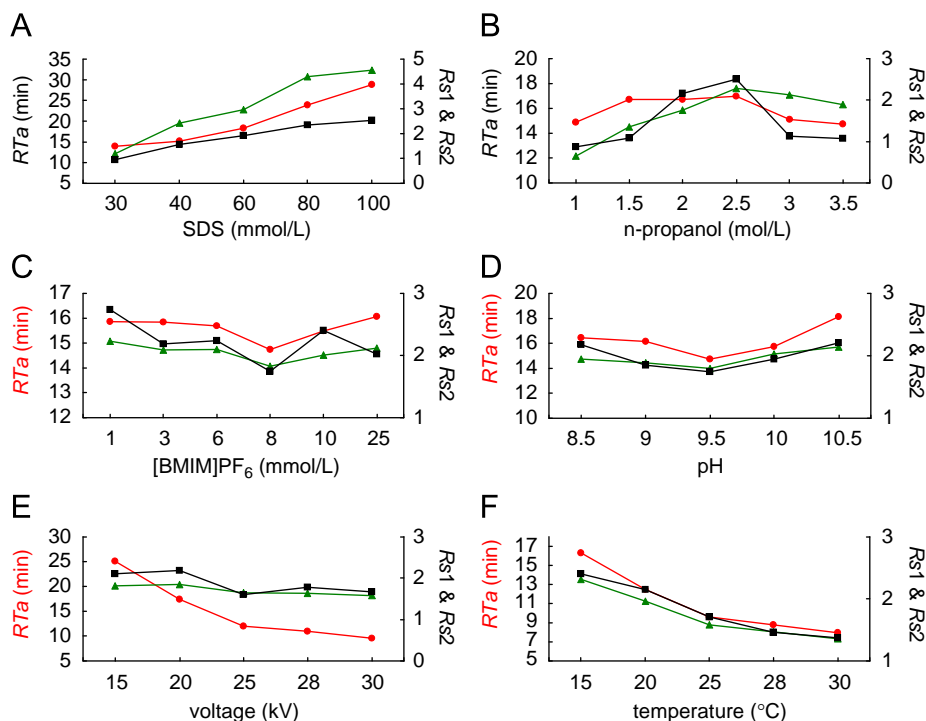 A
35
30
25
20
15
10
5
RTa (min)
5
4
3
2
1
0
Rs1 & Rs2
30 40 60 80 100
SDS (mmol/L)
B
20
18
16
14
12
10
RTa (min)
3
2
1
0
Rs1 & Rs2
1 1.5 2 2.5 3 3.5
n-propanol (mol/L)
C
17
16
15
14
13
12
RTa (min)
3
2
1
Rs1 & Rs2
1 3 6 8 10 25
[BMIM]PF6 (mmol/L)
D
20
18
16
14
12
10
RTa (min)
3
2
1
Rs1 & Rs2
8.5 9 9.5 10 10.5
pH
E
30
25
20
15
10
5
RTa (min)
3
2
1
0
Rs1 & Rs2
15 20 25 28 30
voltage (kV)
F
17
15
13
11
9
7
5
RTa (min)
3
2
1
Rs1 & Rs2
15 20 25 28 30
temperature (°C)